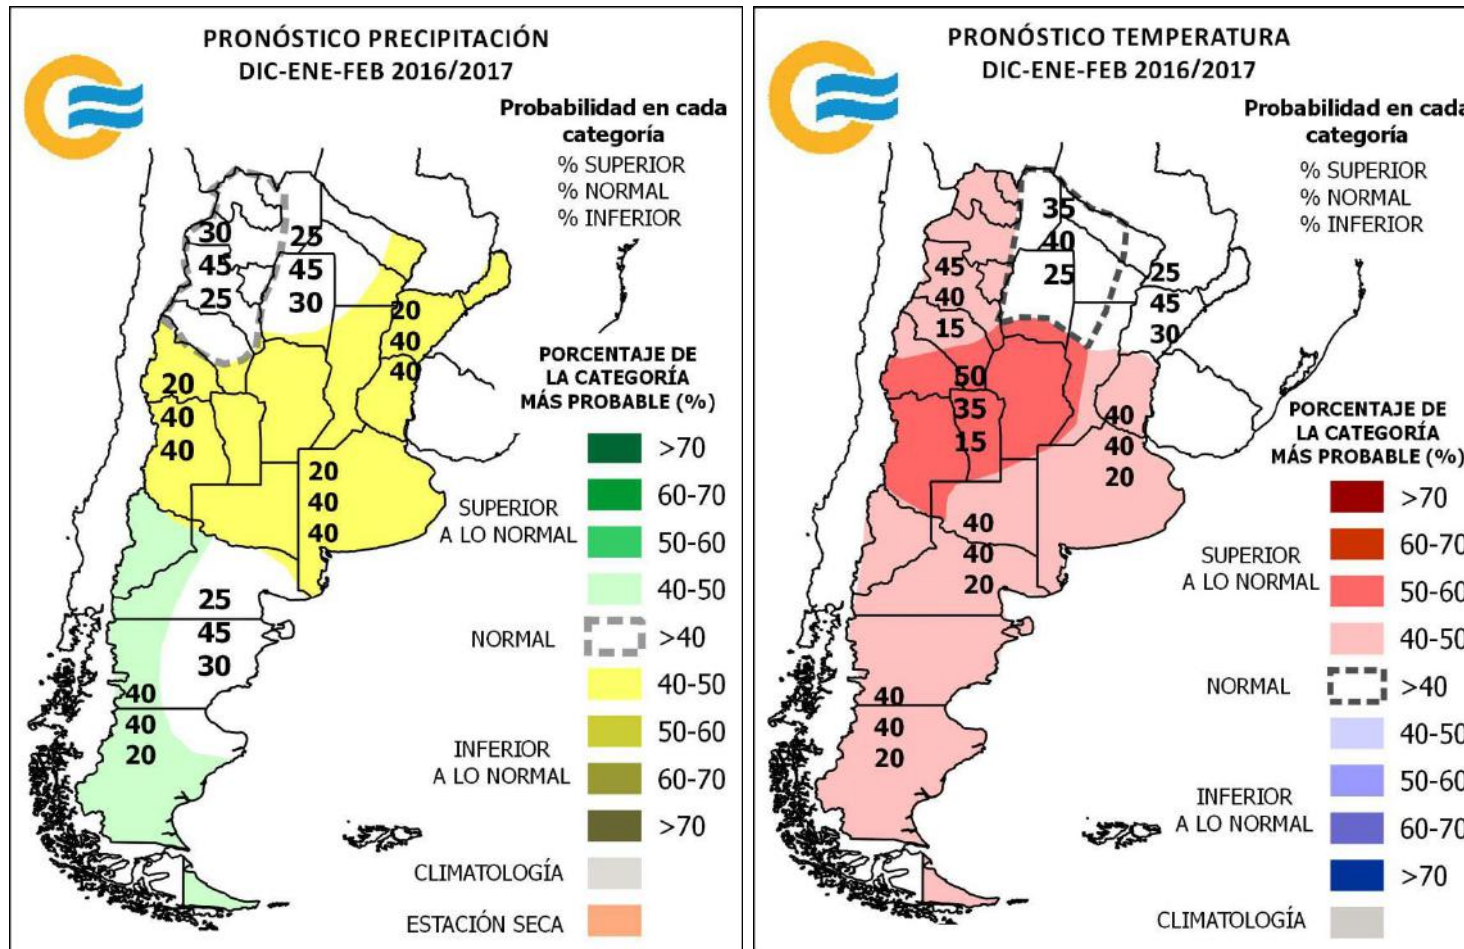 PRONÓSTICO PRECIPITACIÓN
DIC-ENE-FEB 2016/2017
Probabilidad en cada
categoría
% SUPERIOR
% NORMAL
% INFERIOR
30
45
25
25
45
30
20
40
40
20
40
40
20
40
40
25
45
30
40
40
20
PORCENTAJE DE
LA CATEGORÍA
MÁS PROBABLE (%)
SUPERIOR
A LO NORMAL
>70
60-70
50-60
40-50
NORMAL
>40
INFERIOR
A LO NORMAL
40-50
50-60
60-70
>70
CLIMATOLOGÍA
ESTACIÓN SECA
PRONÓSTICO TEMPERATURA
DIC-ENE-FEB 2016/2017
Probabilidad en cada
categoría
% SUPERIOR
% NORMAL
% INFERIOR
35
40
25
45
40
15
25
45
30
50
35
15
40
40
20
40
40
20
40
40
20
PORCENTAJE DE
LA CATEGORÍA
MÁS PROBABLE (%)
SUPERIOR
A LO NORMAL
>70
60-70
50-60
40-50
NORMAL
>40
INFERIOR
A LO NORMAL
40-50
50-60
60-70
>70
CLIMATOLOGÍA